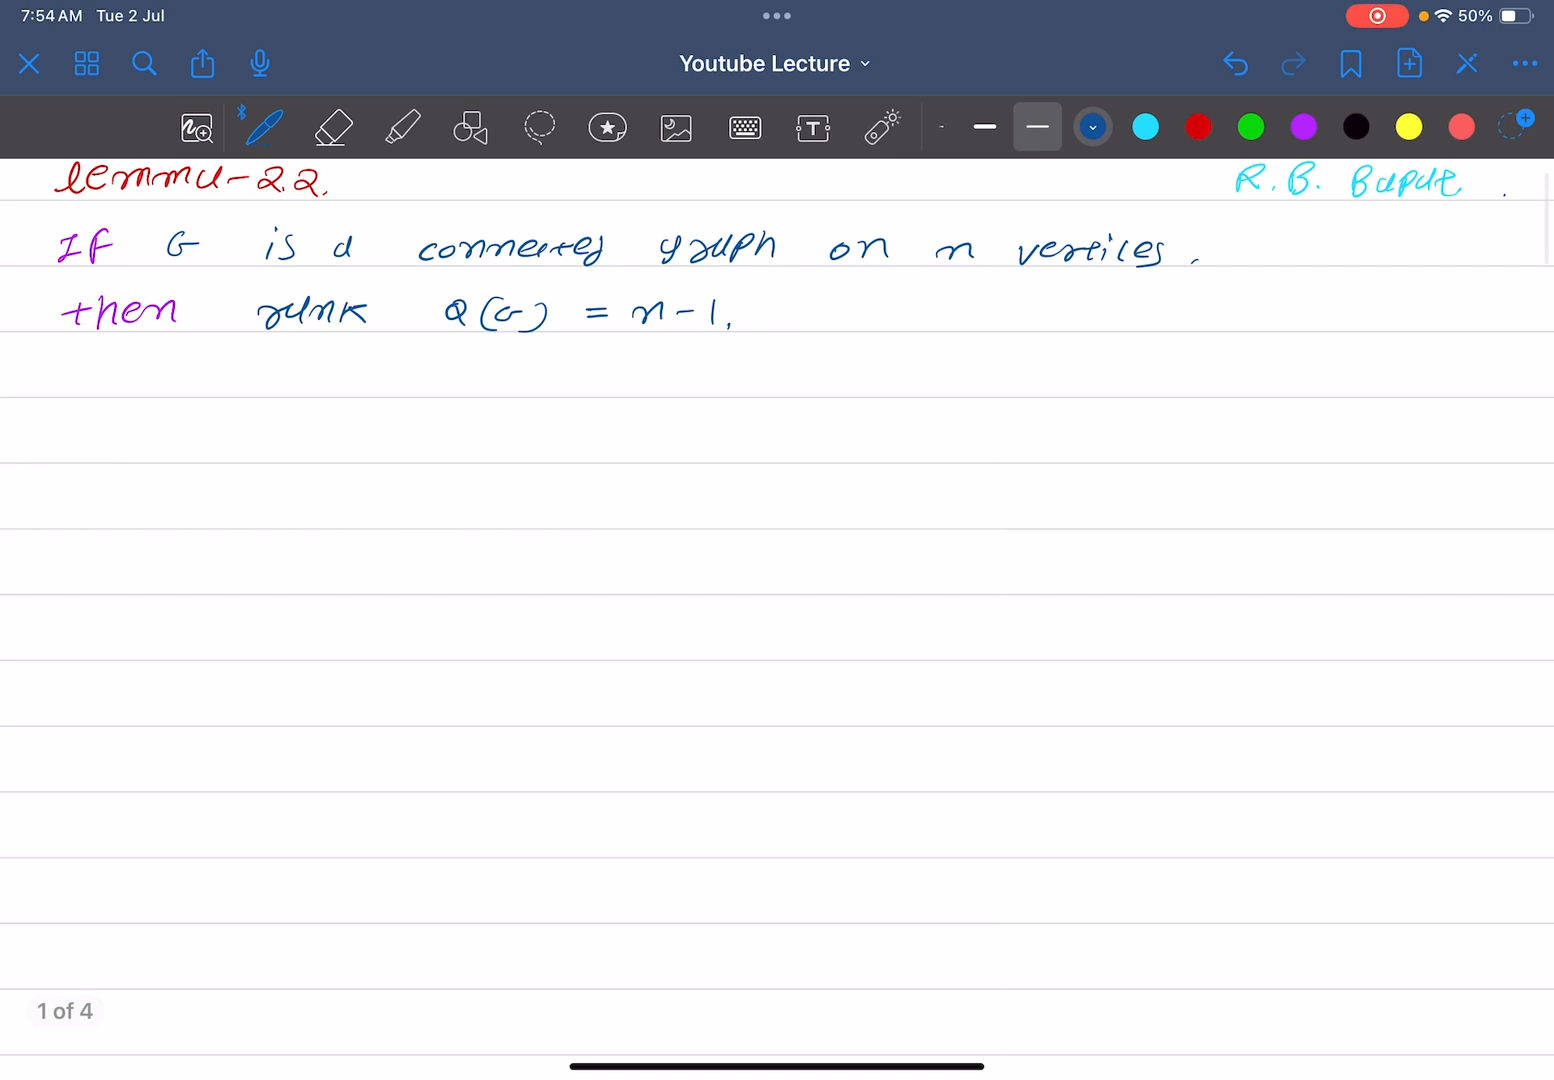 7:54 AM Tue 2 Jul
50%
Youtube Lecture
lemma-2.2.
R. B. Bapat.
If G is a connected graph on n vertices.
then rank Q(G) = n-1.
1 of 4